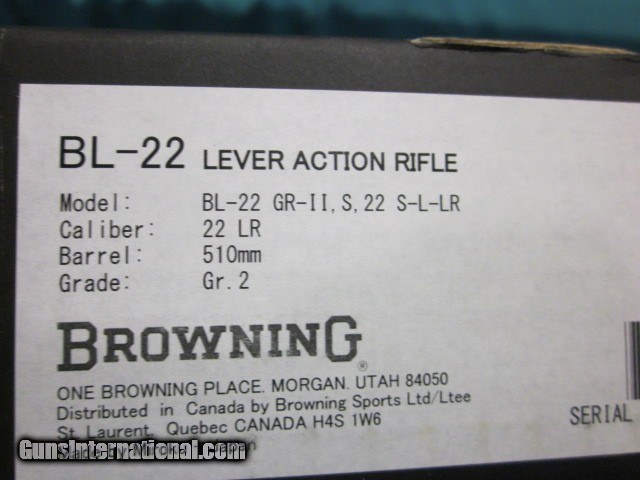 BL-22 LEVER ACTION RIFLE
Model: BL-22 GR-II,S,22 S-L-LR
Caliber: 22 LR
Barrel: 510mm
Grade: Gr.2
BROWNING®
ONE BROWNING PLACE. MORGAN. UTAH 84050
Distributed in Canada by Browning Sports Ltd/Ltee
St. Laurent, Quebec CANADA H4S 1W6
SERIAL
GunsInternational.com